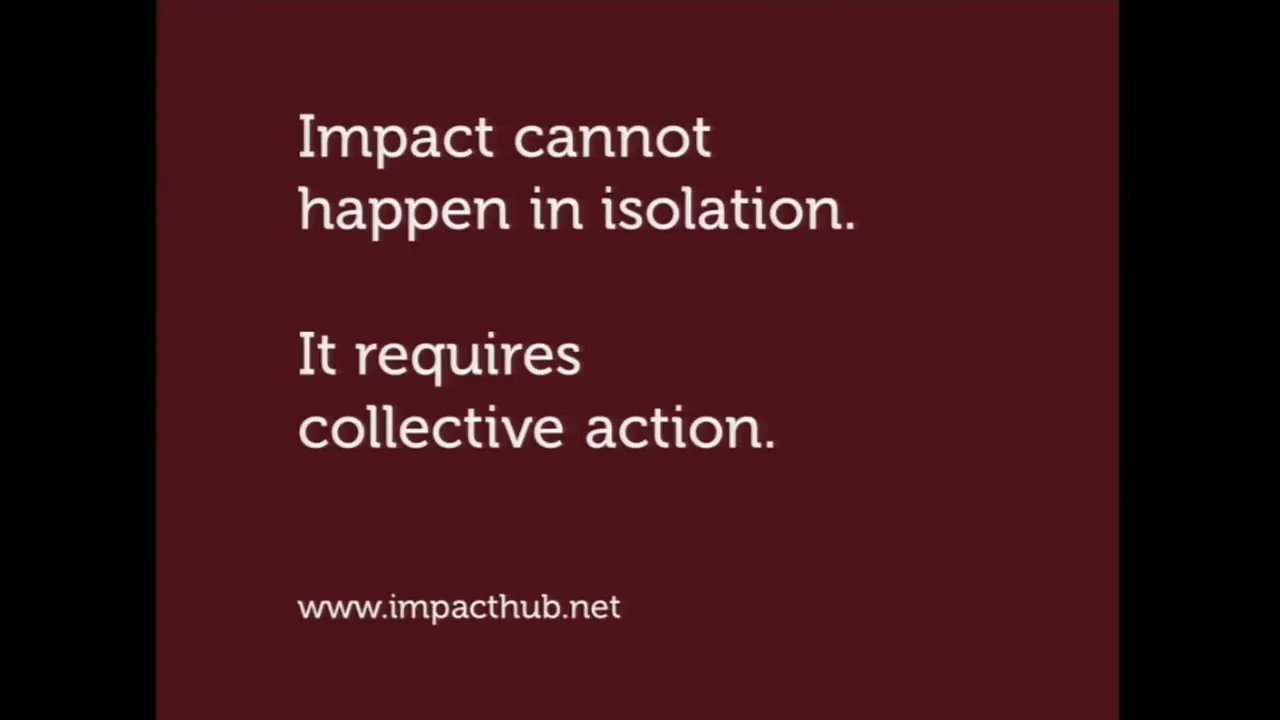 Impact cannot
happen in isolation.
It requires
collective action.
www.impacthub.net